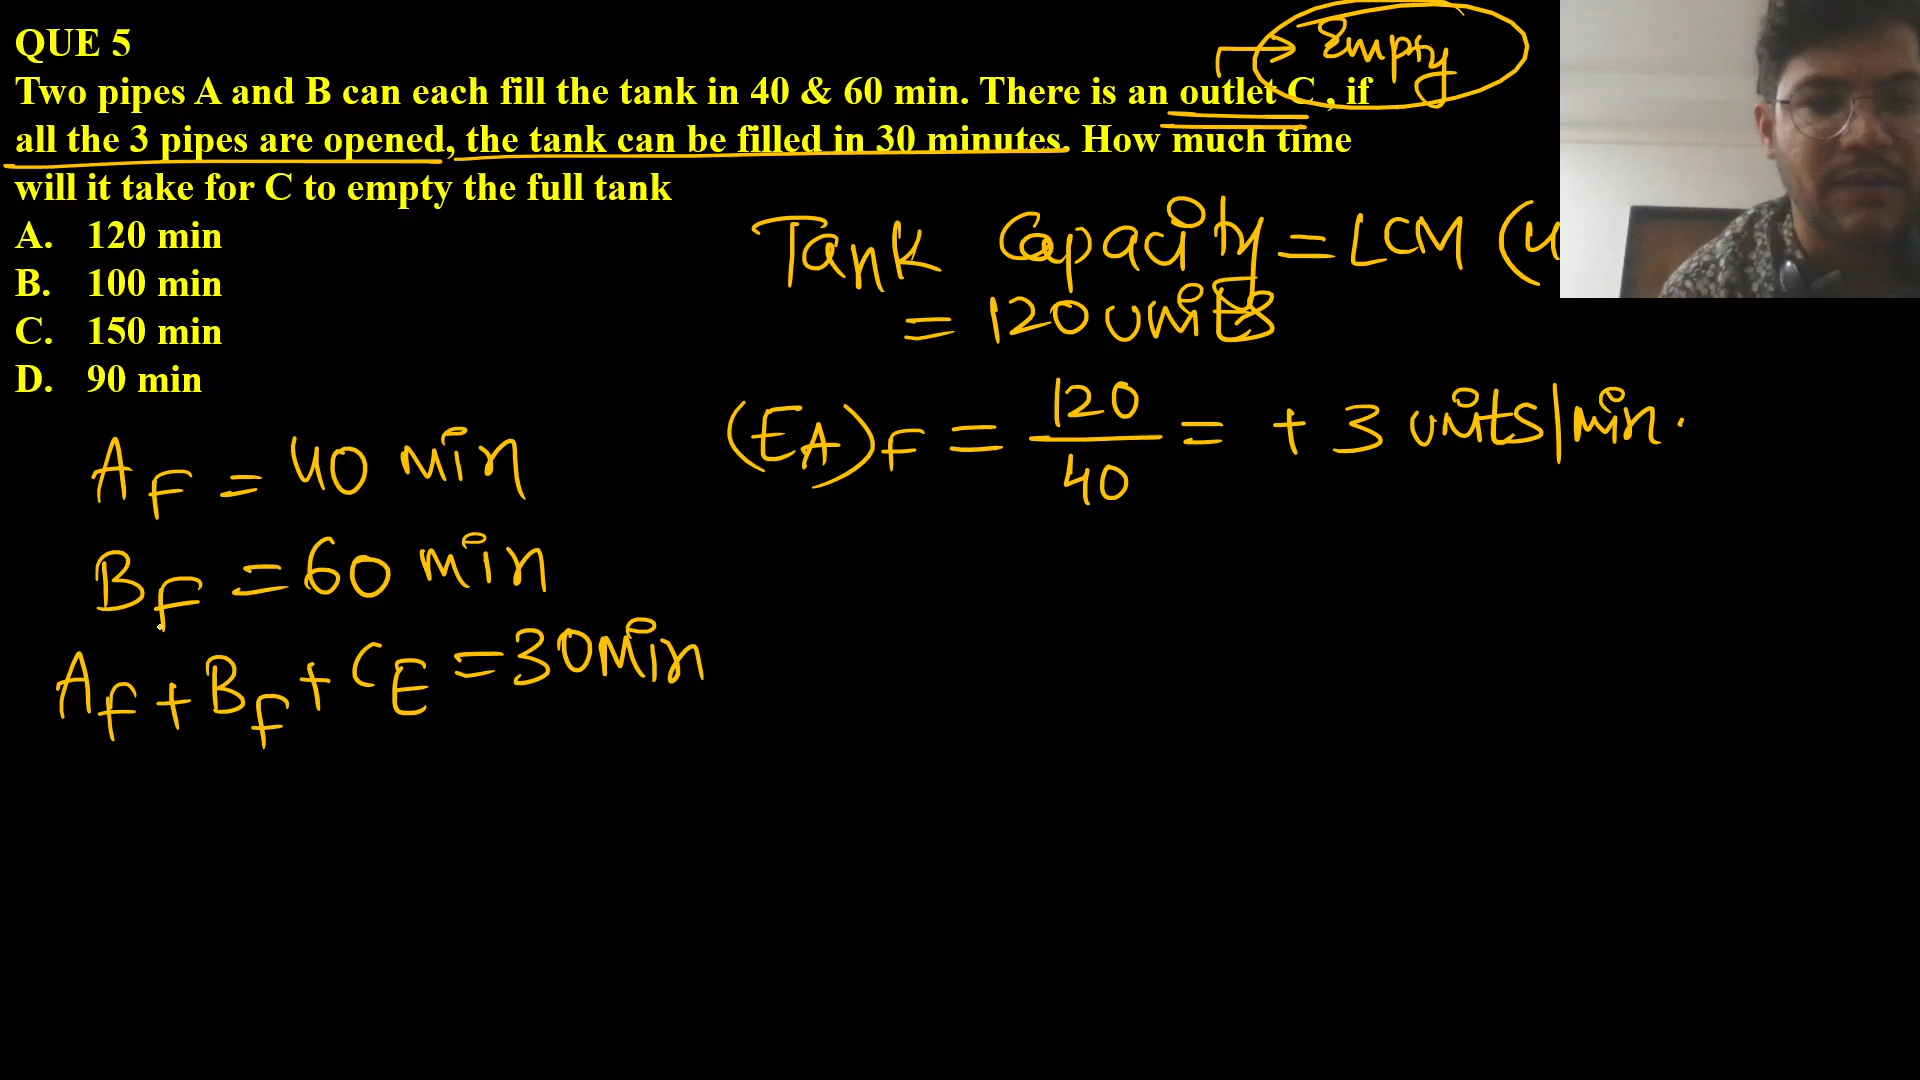 QUE 5
Two pipes A and B can each fill the tank in 40 & 60 min. There is an outlet C , if
all the 3 pipes are opened, the tank can be filled in 30 minutes. How much time
will it take for C to empty the full tank
A. 120 min
B. 100 min
C. 150 min
D. 90 min
Empty
Tank Capacity = LCM (4
= 120 units
(EA)F = 120/40 = + 3 units/min.
AF = 40 min
BF = 60 min
AF + BF + CE = 30 min